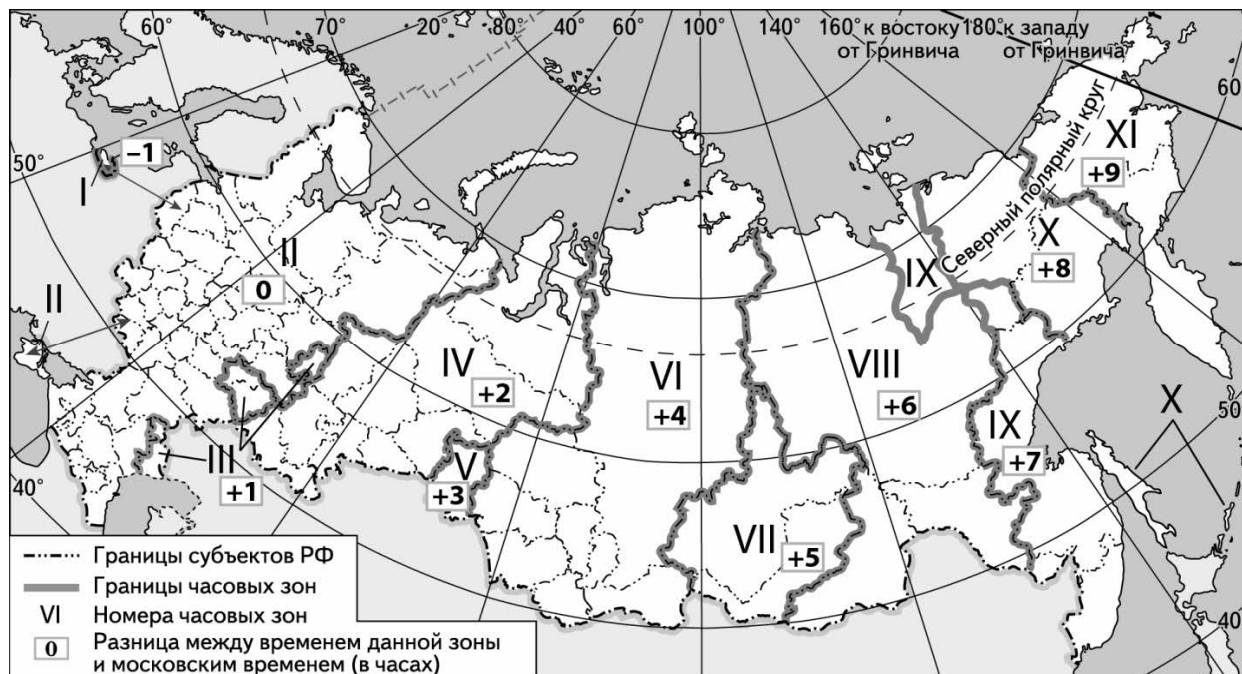 60° 70° 20° 80° 40° 60° 80° 100° 120° 140° 160° к востоку 180° к западу
от Гринвича от Гринвича
60°
50°
–1
I
Северный полярный круг
XI
+9
II
0
X
+8
IX
II
IV
+2
VI
+4
VIII
+6
X
50°
IX
+7
III
+1
V
+3
40°
VII
+5
40°
Границы субъектов РФ
Границы часовых зон
VI Номера часовых зон
0 Разница между временем данной зоны
и московским временем (в часах)